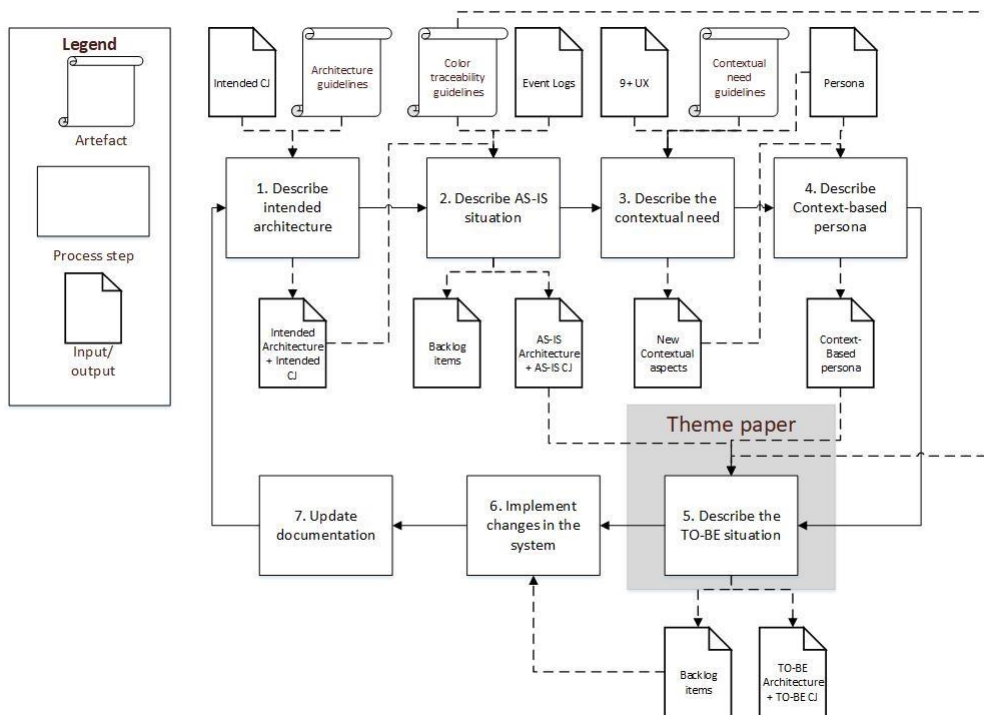 Legend
Artefact
Process step
Input/
output
Intended CJ
Architecture
guidelines
Color
traceability
guidelines
Event Logs
9+ UX
Contextual
need
guidelines
Persona
1. Describe
intended
architecture
2. Describe AS-IS
situation
3. Describe the
contextual need
4. Describe
Context-based
persona
Intended
Architecture
+ Intended
CJ
Backlog
items
AS-IS
Architecture
+ AS-IS CJ
New
Contextual
aspects
Context-
Based
persona
Theme paper
7. Update
documentation
6. Implement
changes in the
system
5. Describe the
TO-BE situation
Backlog
items
TO-BE
Architecture
+ TO-BE CJ